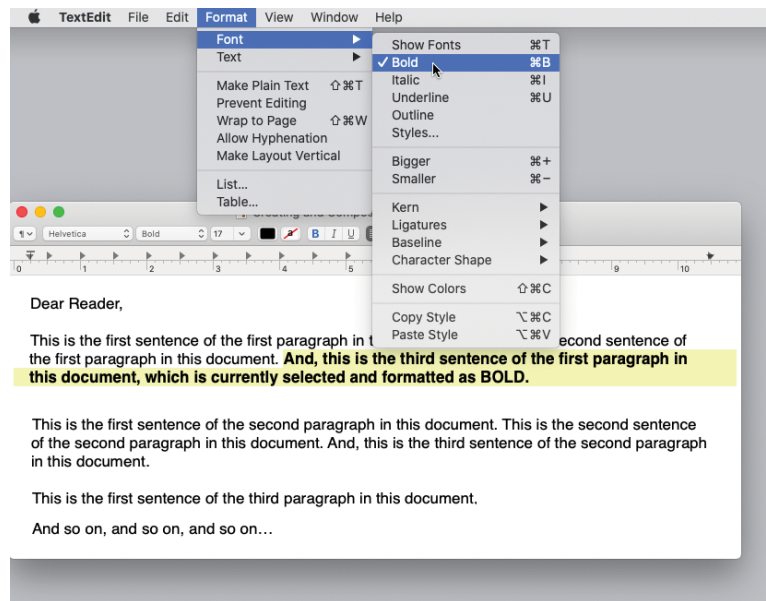 TextEdit File Edit Format View Window Help
Font
Text
Make Plain Text ⇧⌘T
Prevent Editing
Wrap to Page ⇧⌘W
Allow Hyphenation
Make Layout Vertical
List...
Table...
Show Fonts ⌘T
✓ Bold ⌘B
Italic ⌘I
Underline ⌘U
Outline
Styles...
Bigger ⌘+
Smaller ⌘−
Kern
Ligatures
Baseline
Character Shape
Show Colors ⇧⌘C
Copy Style ⌥⌘C
Paste Style ⌥⌘V
Creating and
¶ Helvetica Bold 17 a B I U
0 1 2 3 4 5 9 10
Dear Reader,
This is the first sentence of the first paragraph in t econd sentence of
the first paragraph in this document. And, this is the third sentence of the first paragraph in
this document, which is currently selected and formatted as BOLD.
This is the first sentence of the second paragraph in this document. This is the second sentence
of the second paragraph in this document. And, this is the third sentence of the second paragraph
in this document.
This is the first sentence of the third paragraph in this document.
And so on, and so on, and so on…